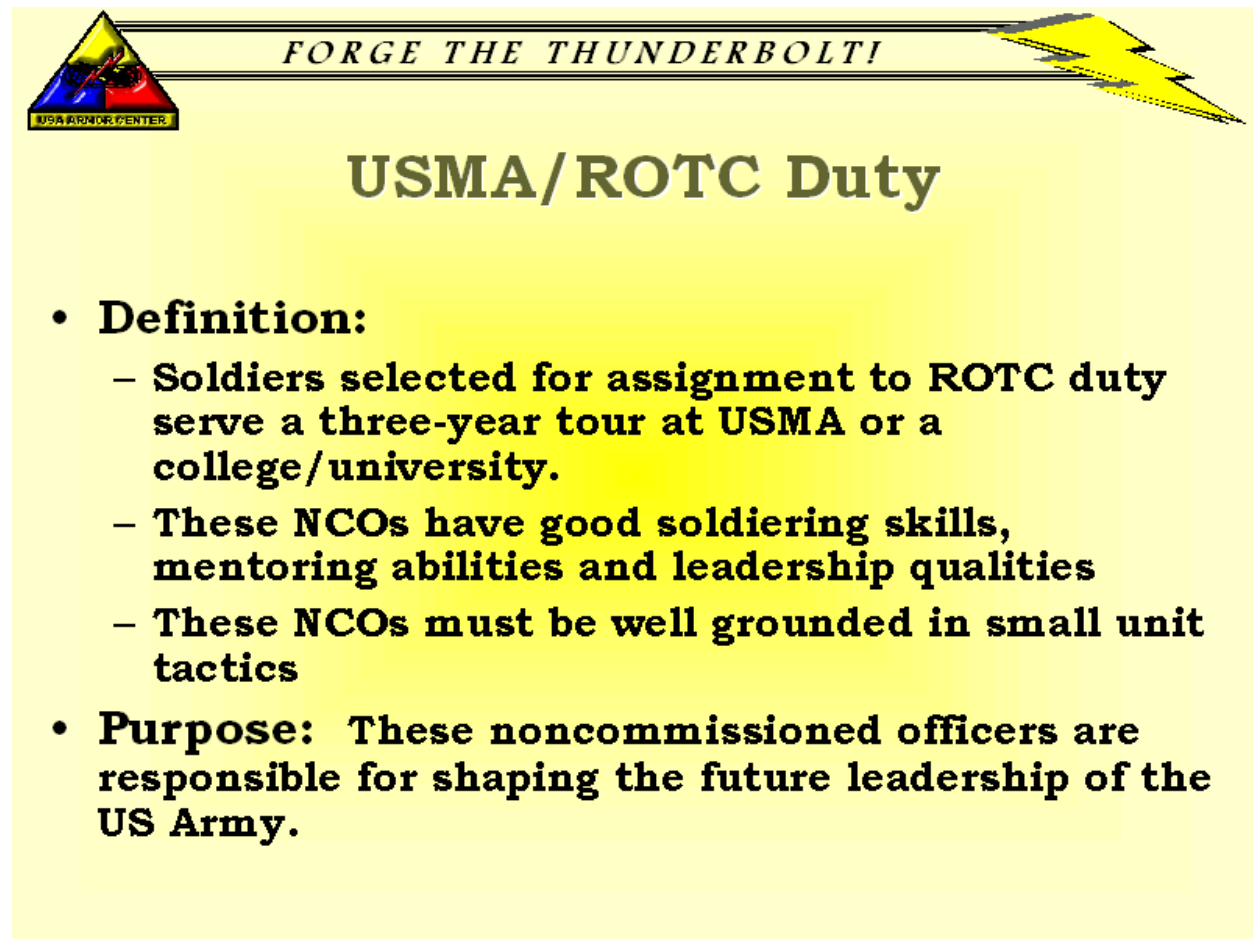 FORGE THE THUNDERBOLT!
USA ARMOR CENTER
USMA/ROTC Duty
• Definition:
– Soldiers selected for assignment to ROTC duty
serve a three-year tour at USMA or a
college/university.
– These NCOs have good soldiering skills,
mentoring abilities and leadership qualities
– These NCOs must be well grounded in small unit
tactics
• Purpose: These noncommissioned officers are
responsible for shaping the future leadership of the
US Army.